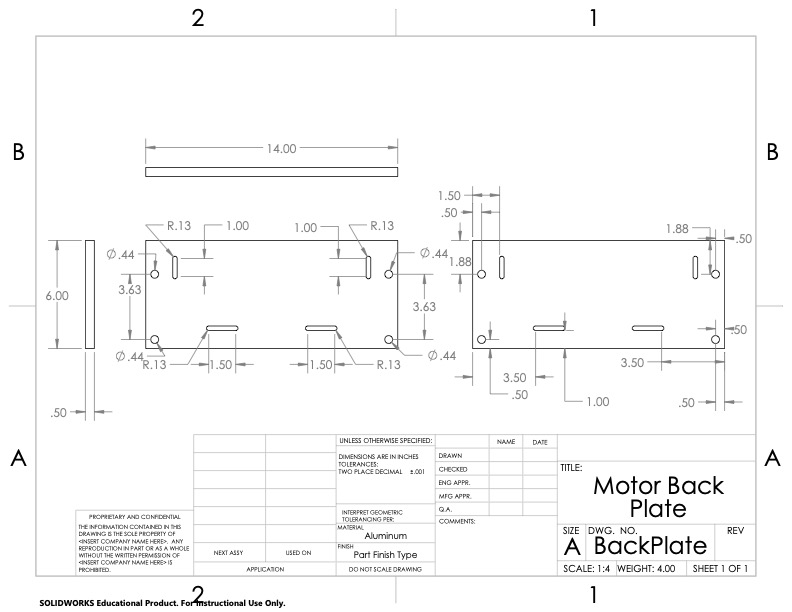 2 1
B B
14.00
1.50
.50
R.13 1.00 1.00 R.13
1.88 .50
Ø.44 Ø.44 1.88
6.00 3.63 3.63
.50
Ø.44 Ø.44
R.13 1.50 1.50 R.13 3.50 3.50
.50 .50 1.00 .50
A A
UNLESS OTHERWISE SPECIFIED: NAME DATE
DIMENSIONS ARE IN INCHES
TOLERANCES:
TWO PLACE DECIMAL ±.001
DRAWN
CHECKED
ENG APPR.
MFG APPR.
Q.A.
COMMENTS:
INTERPRET GEOMETRIC
TOLERANCING PER:
MATERIAL
Aluminum
FINISH
Part Finish Type
DO NOT SCALE DRAWING
NEXT ASSY USED ON
APPLICATION
PROPRIETARY AND CONFIDENTIAL
THE INFORMATION CONTAINED IN THIS
DRAWING IS THE SOLE PROPERTY OF
<INSERT COMPANY NAME HERE>. ANY
REPRODUCTION IN PART OR AS A WHOLE
WITHOUT THE WRITTEN PERMISSION OF
<INSERT COMPANY NAME HERE> IS
PROHIBITED.
TITLE:
Motor Back
Plate
SIZE DWG. NO. REV
A BackPlate
SCALE: 1:4 WEIGHT: 4.00 SHEET 1 OF 1
2 1
SOLIDWORKS Educational Product. For Instructional Use Only.